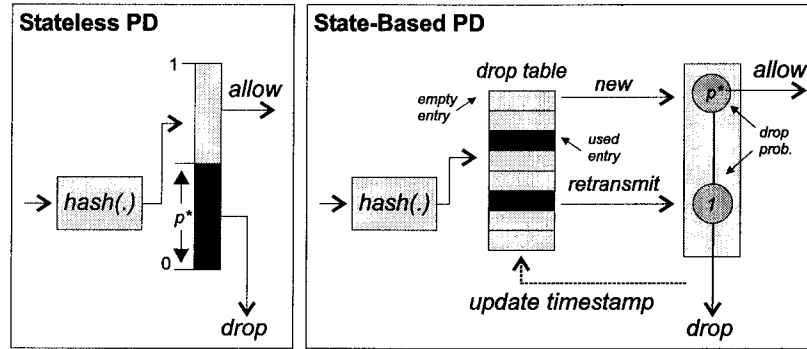 Stateless PD
1
allow
hash(.)
p*
0
drop
State-Based PD
drop table
new
allow
empty
entry
p*
used
entry
drop
prob.
hash(.)
retransmit
1
update timestamp
drop